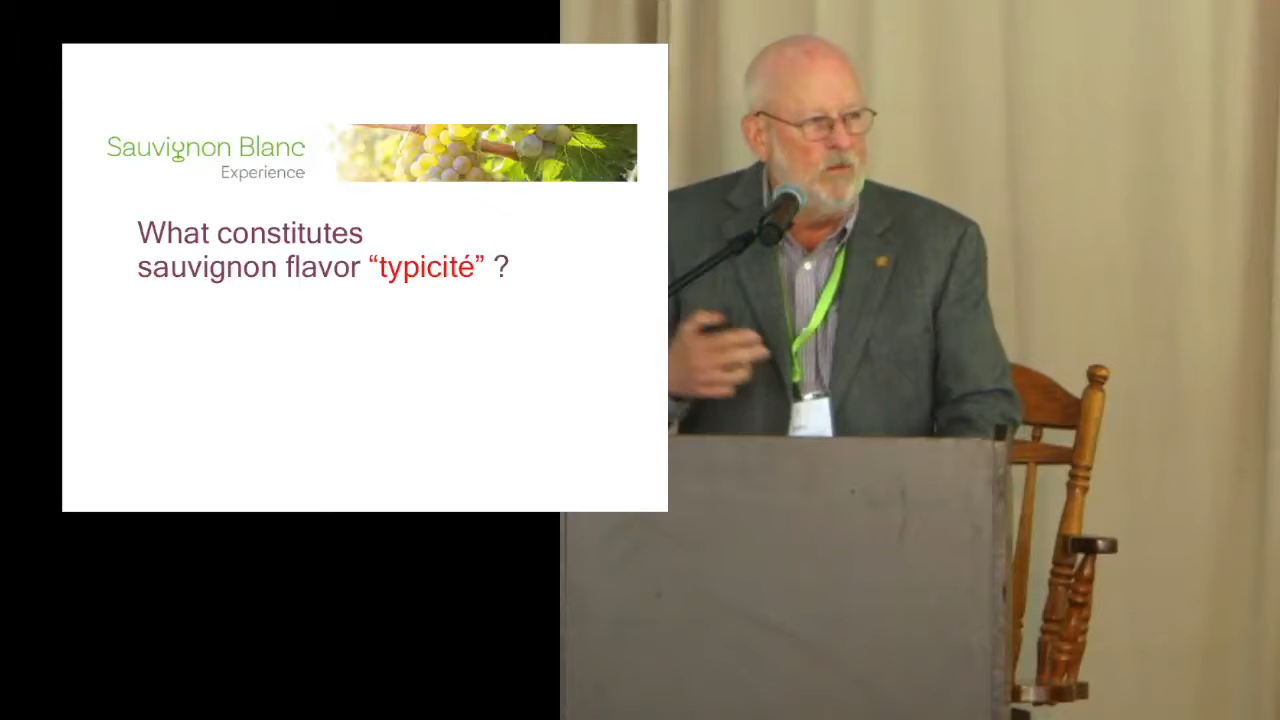 Sauvignon Blanc
Experience
What constitutes
sauvignon flavor “typicité” ?